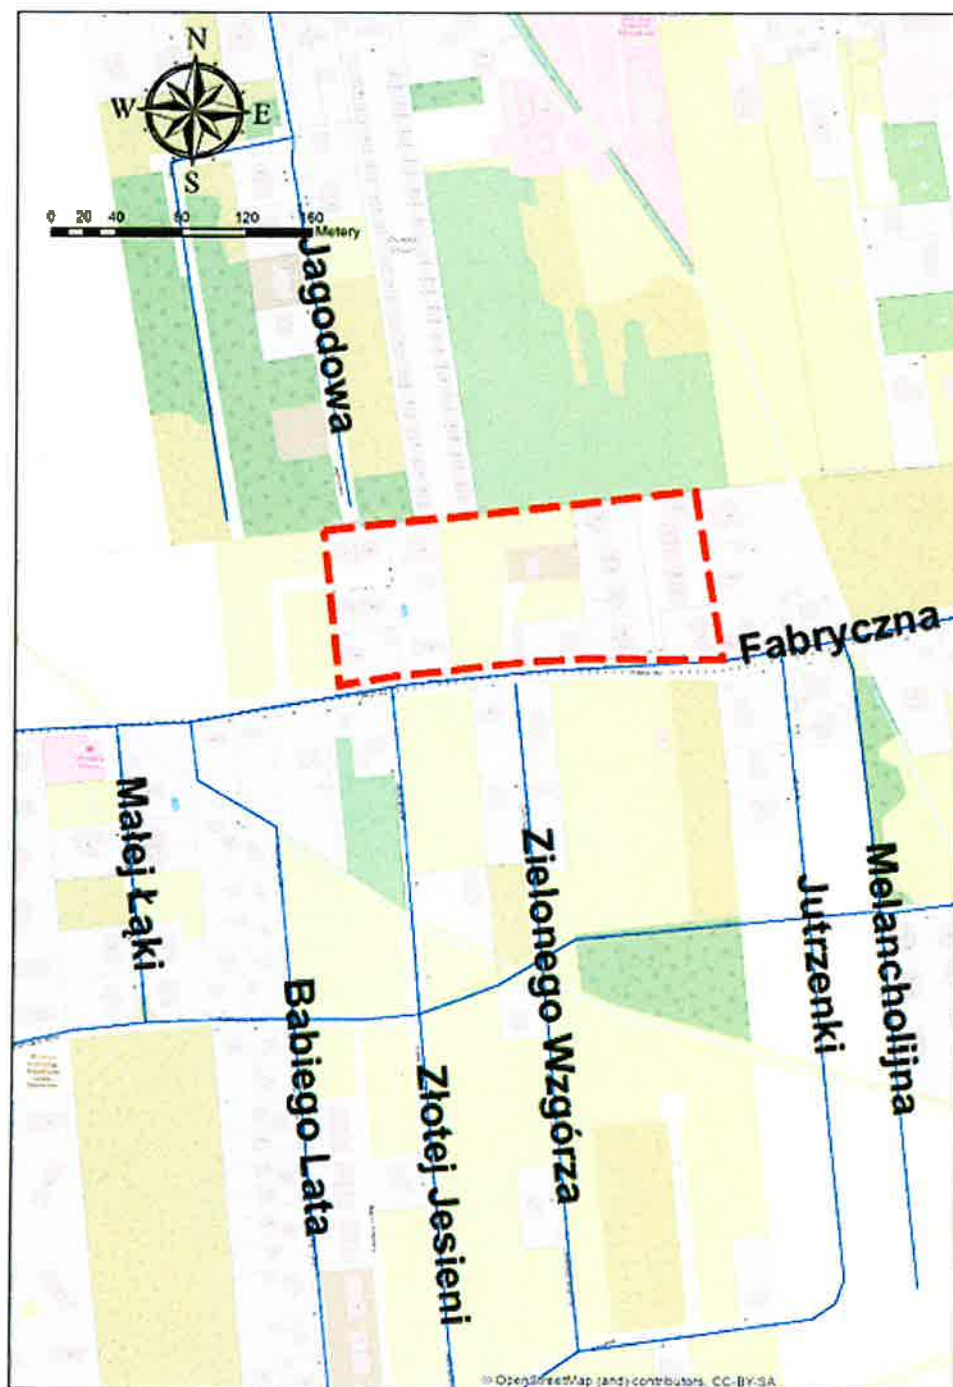 N
W
E
S
0 20 40 80 120 160
Metery
Jagodowa
Fabryczna
Małej Łąki
Babiego Lata
Złotej Jesieni
Zielonego Wzgórza
Jutrzenki
Melancholijna
© OpenStreetMap (and) contributors, CC-BY-SA